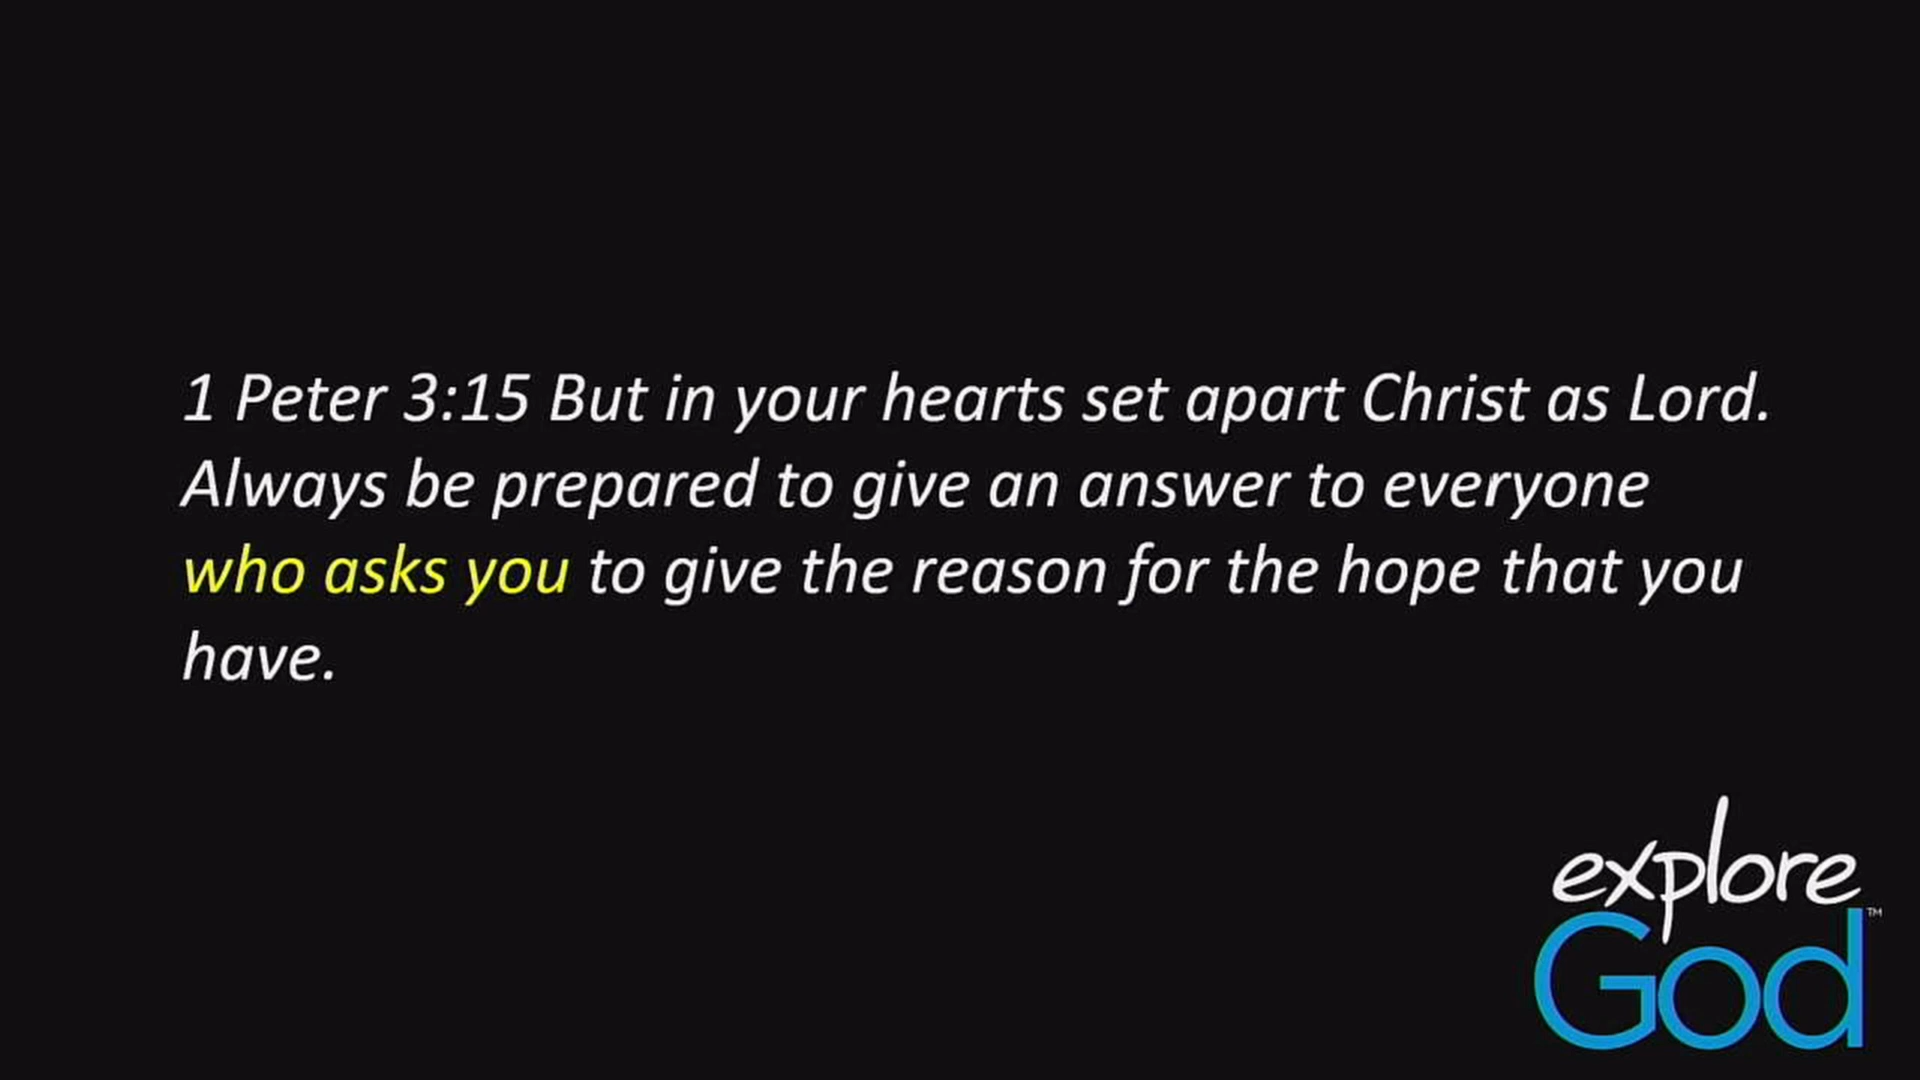 1 Peter 3:15 But in your hearts set apart Christ as Lord.
Always be prepared to give an answer to everyone
who asks you to give the reason for the hope that you
have.
explore
God™